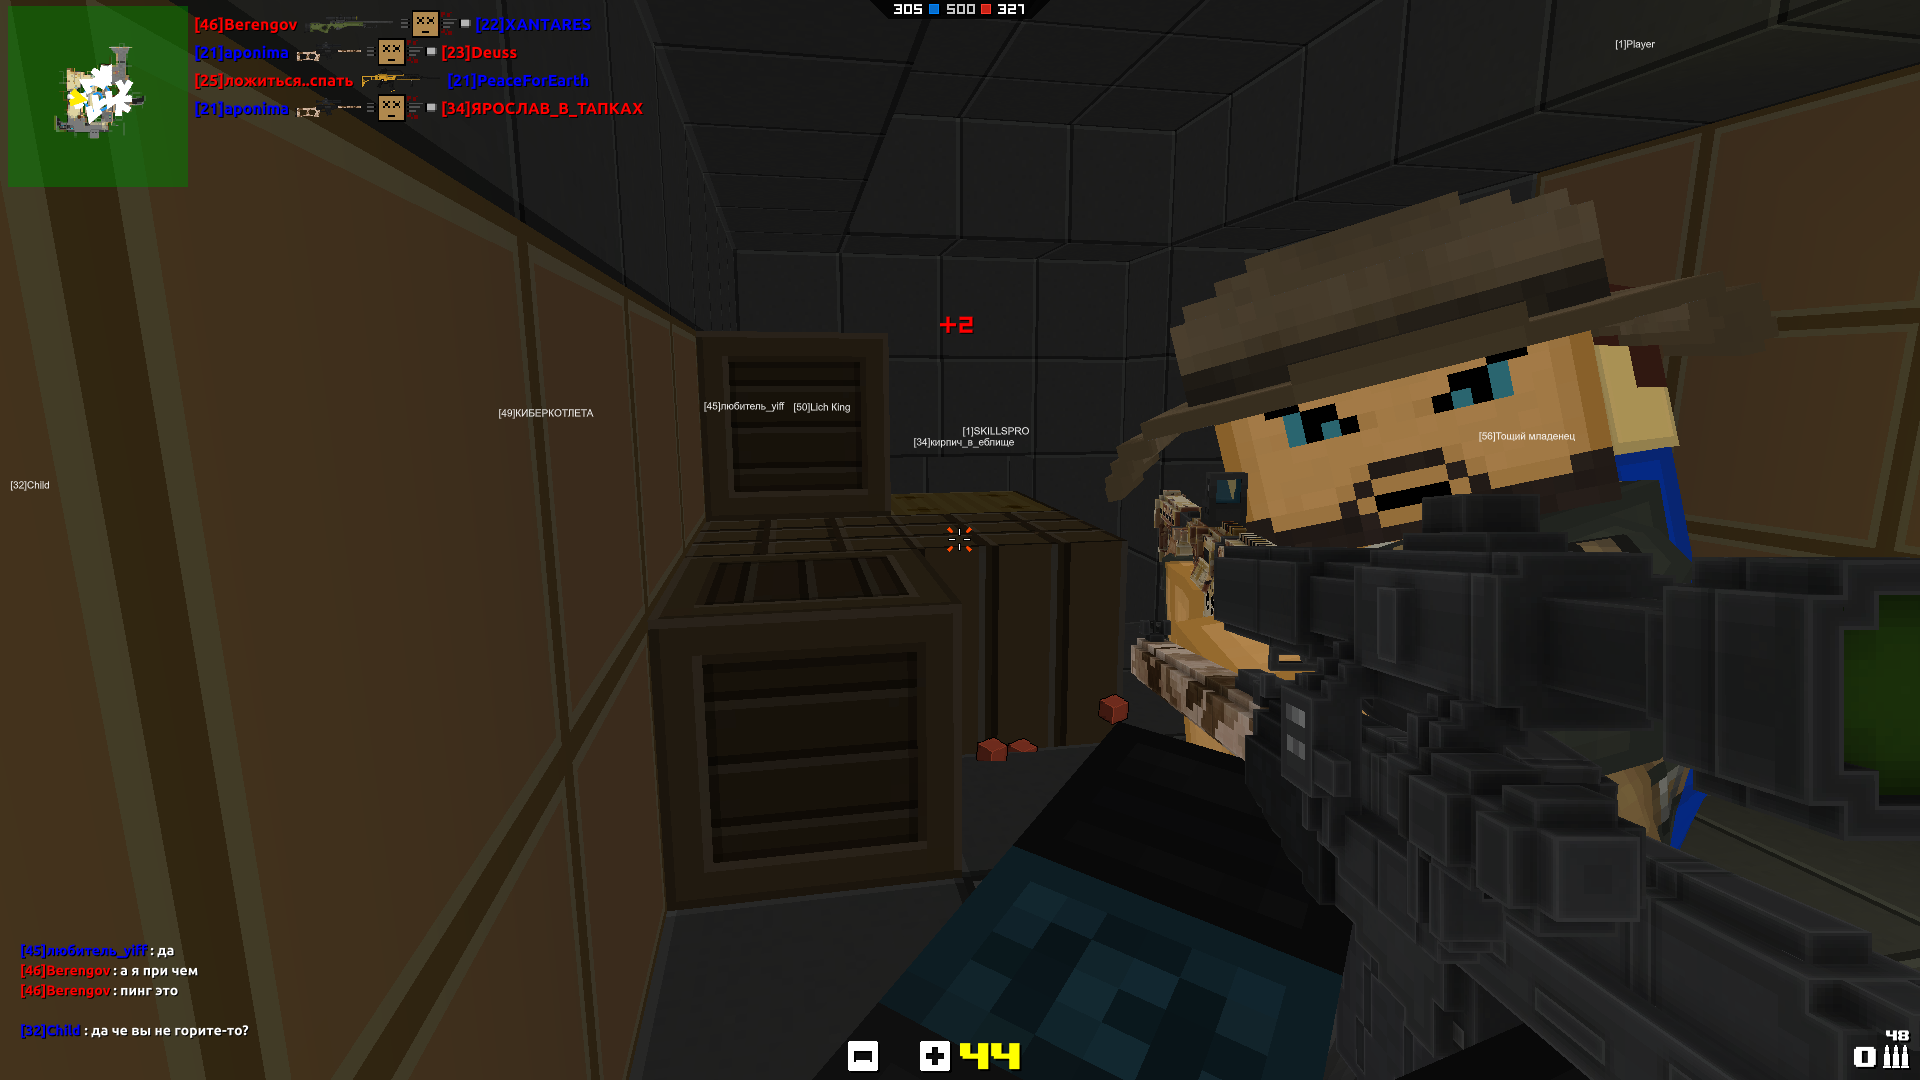 305 500 327
[46]Berengov [22]XANTARES
[21]aponima [23]Deuss
[25]ложиться..спать [21]PeaceForEarth
[21]aponima [34]ЯРОСЛАВ_В_ТАПКАХ
[1]Player
+2
[49]КИБЕРКОТЛЕТА
[45]любитель_yiff [50]Lich King
[1]SKILLSPRO
[34]кирпич_в_еблище
[56]Тощий младенец
[32]Child
[45]любитель_yiff : да
[46]Berengov : а я при чем
[46]Berengov : пинг это
[32]Child : да че вы не горите-то?
44
48
0